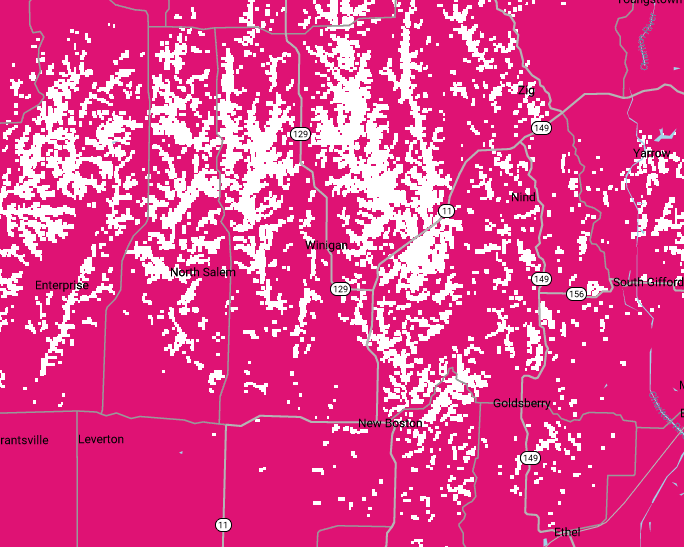 Youngstown
Zig
129
149
Yarrow
Nind
11
Winigan
North Salem
149
South Gifford
Enterprise
129
156
Goldsberry
New Boston
rantsville
Leverton
149
11
Ethel